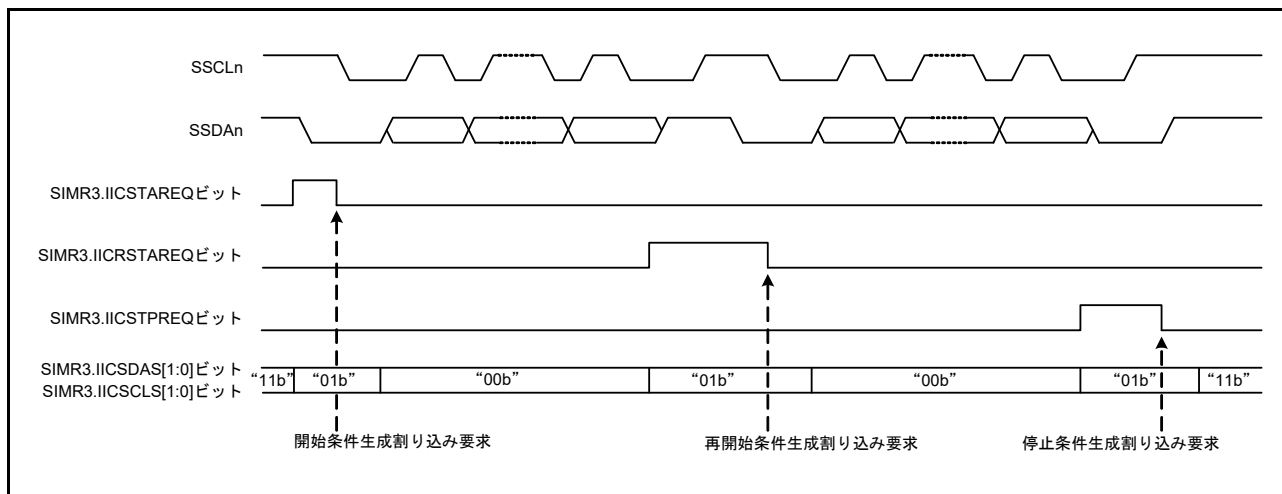 SSCLn
SSDAn
SIMR3.IICSTAREQビット
SIMR3.IICRSTAREQビット
SIMR3.IICSTPREQビット
SIMR3.IICSDAS[1:0]ビット
SIMR3.IICSCLS[1:0]ビット
“11b” “01b” “00b” “01b” “00b” “01b” “11b”
開始条件生成割り込み要求 再開始条件生成割り込み要求 停止条件生成割り込み要求